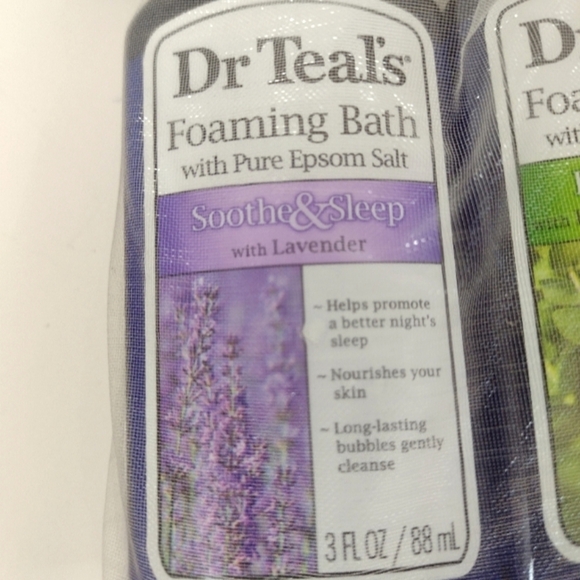 Dr Teal's®
Foaming Bath
with Pure Epsom Salt
Soothe&Sleep
with Lavender
~ Helps promote
a better night's
sleep
~ Nourishes your
skin
~ Long-lasting
bubbles gently
cleanse
3 FL OZ / 88 mL